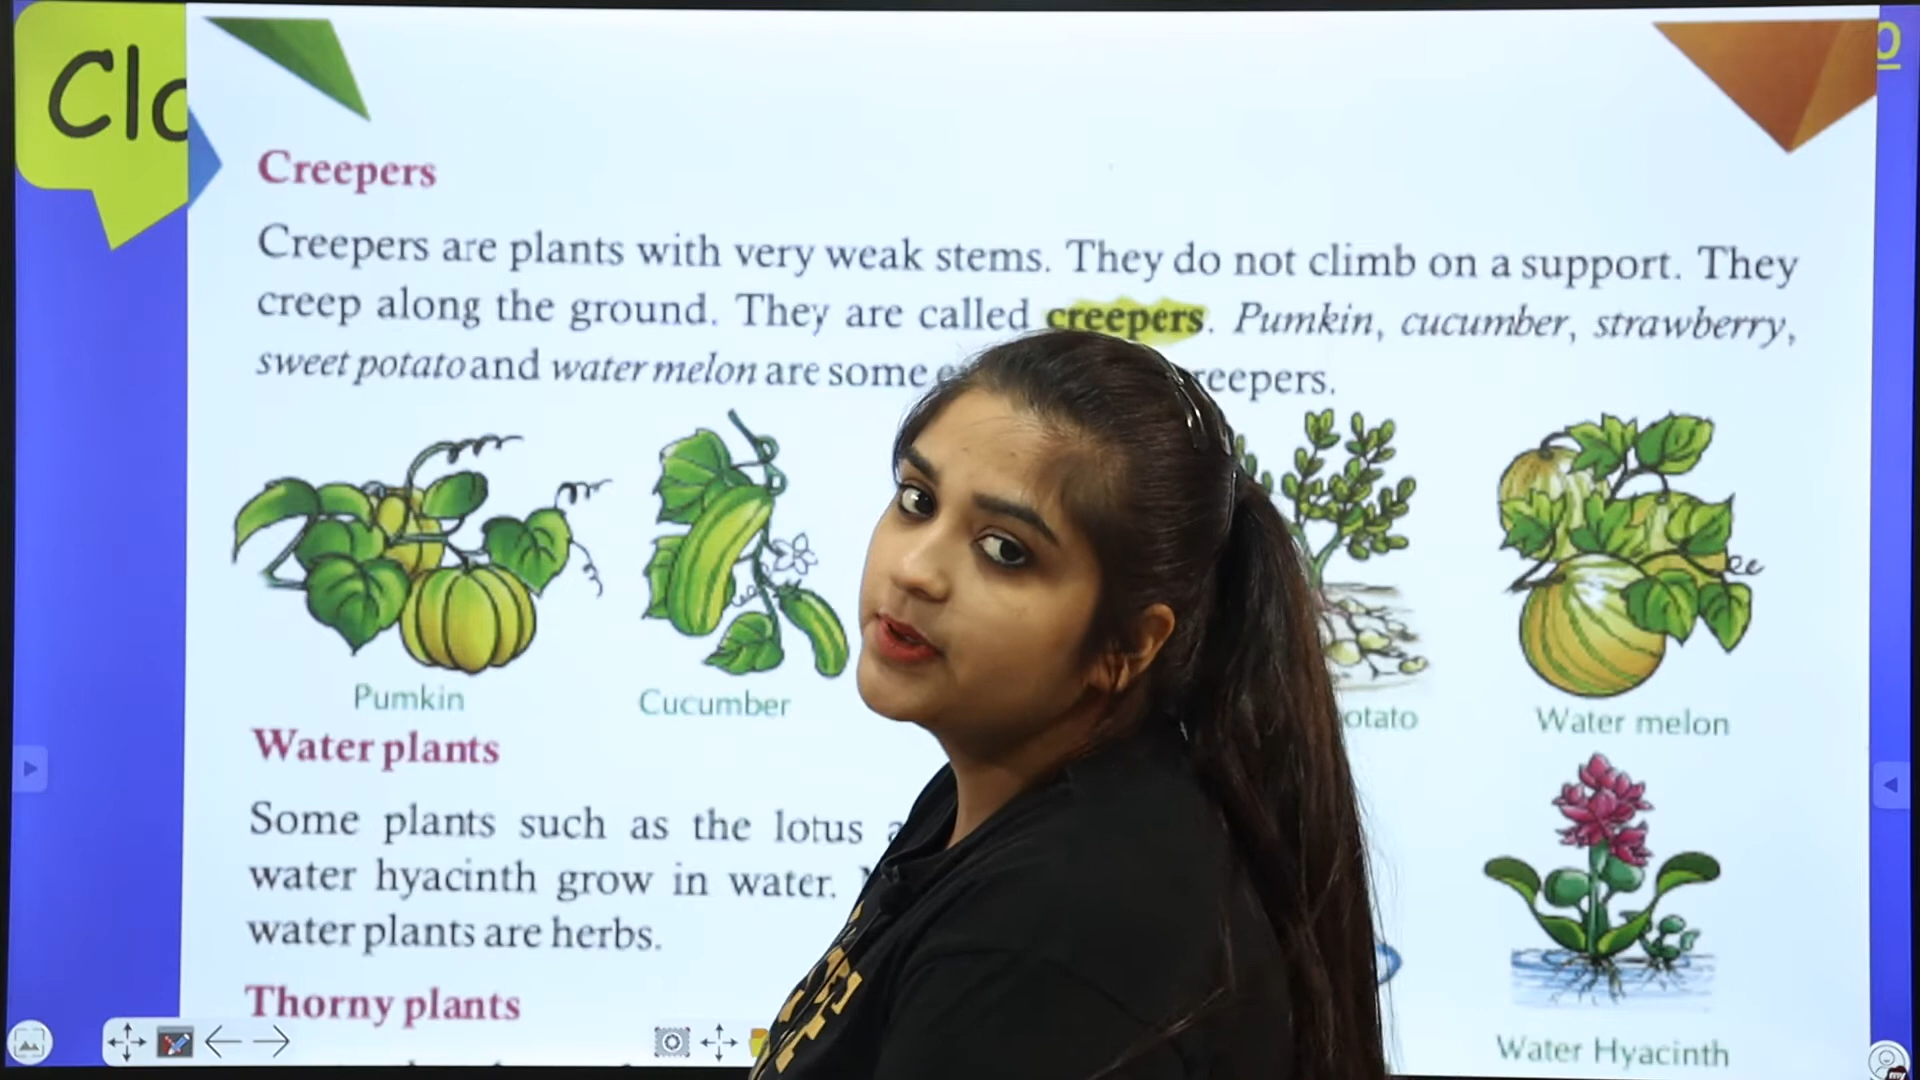 Clo
Creepers
Creepers are plants with very weak stems. They do not climb on a support. They
creep along the ground. They are called creepers. Pumkin, cucumber, strawberry,
sweet potato and water melon are some reepers.
Pumkin
Cucumber
otato
Water melon
Water plants
Some plants such as the lotus
water hyacinth grow in water.
water plants are herbs.
Water Hyacinth
Thorny plants